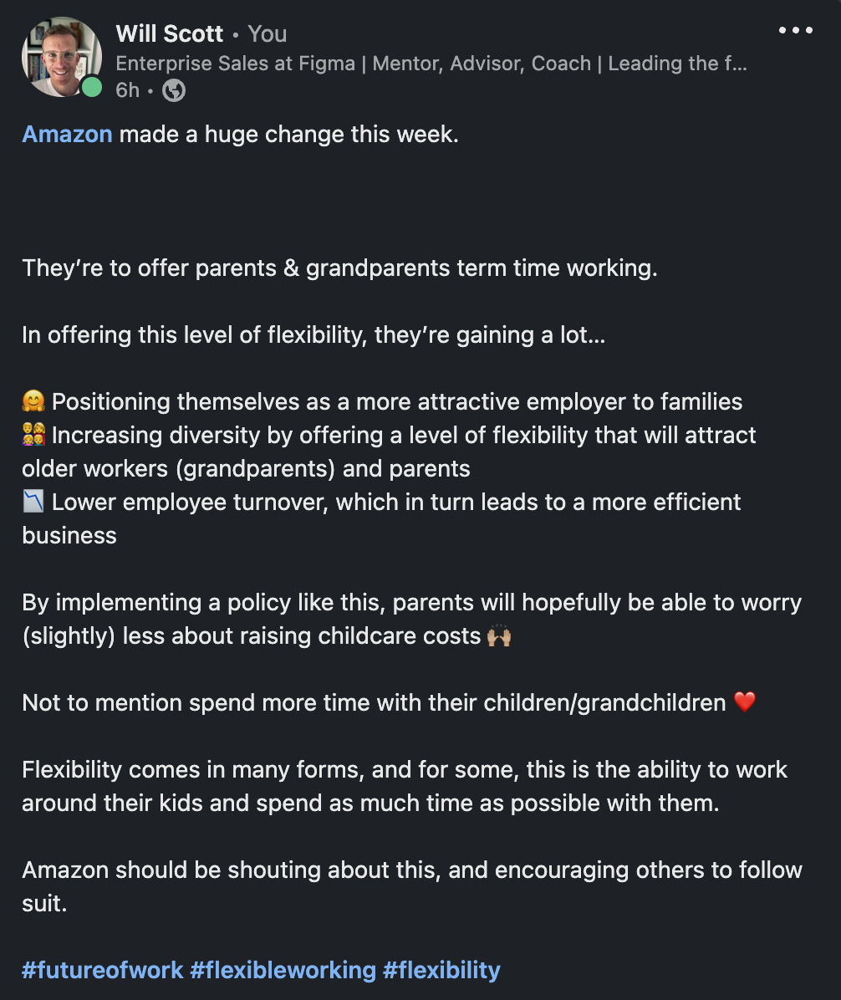 Will Scott • You
Enterprise Sales at Figma | Mentor, Advisor, Coach | Leading the f...
6h •
Amazon made a huge change this week.
They’re to offer parents & grandparents term time working.
In offering this level of flexibility, they’re gaining a lot...
🤗 Positioning themselves as a more attractive employer to families
👨‍👩‍👧‍👦 Increasing diversity by offering a level of flexibility that will attract
older workers (grandparents) and parents
📉 Lower employee turnover, which in turn leads to a more efficient
business
By implementing a policy like this, parents will hopefully be able to worry
(slightly) less about raising childcare costs 🙌🏼
Not to mention spend more time with their children/grandchildren ❤️
Flexibility comes in many forms, and for some, this is the ability to work
around their kids and spend as much time as possible with them.
Amazon should be shouting about this, and encouraging others to follow
suit.
#futureofwork #flexibleworking #flexibility